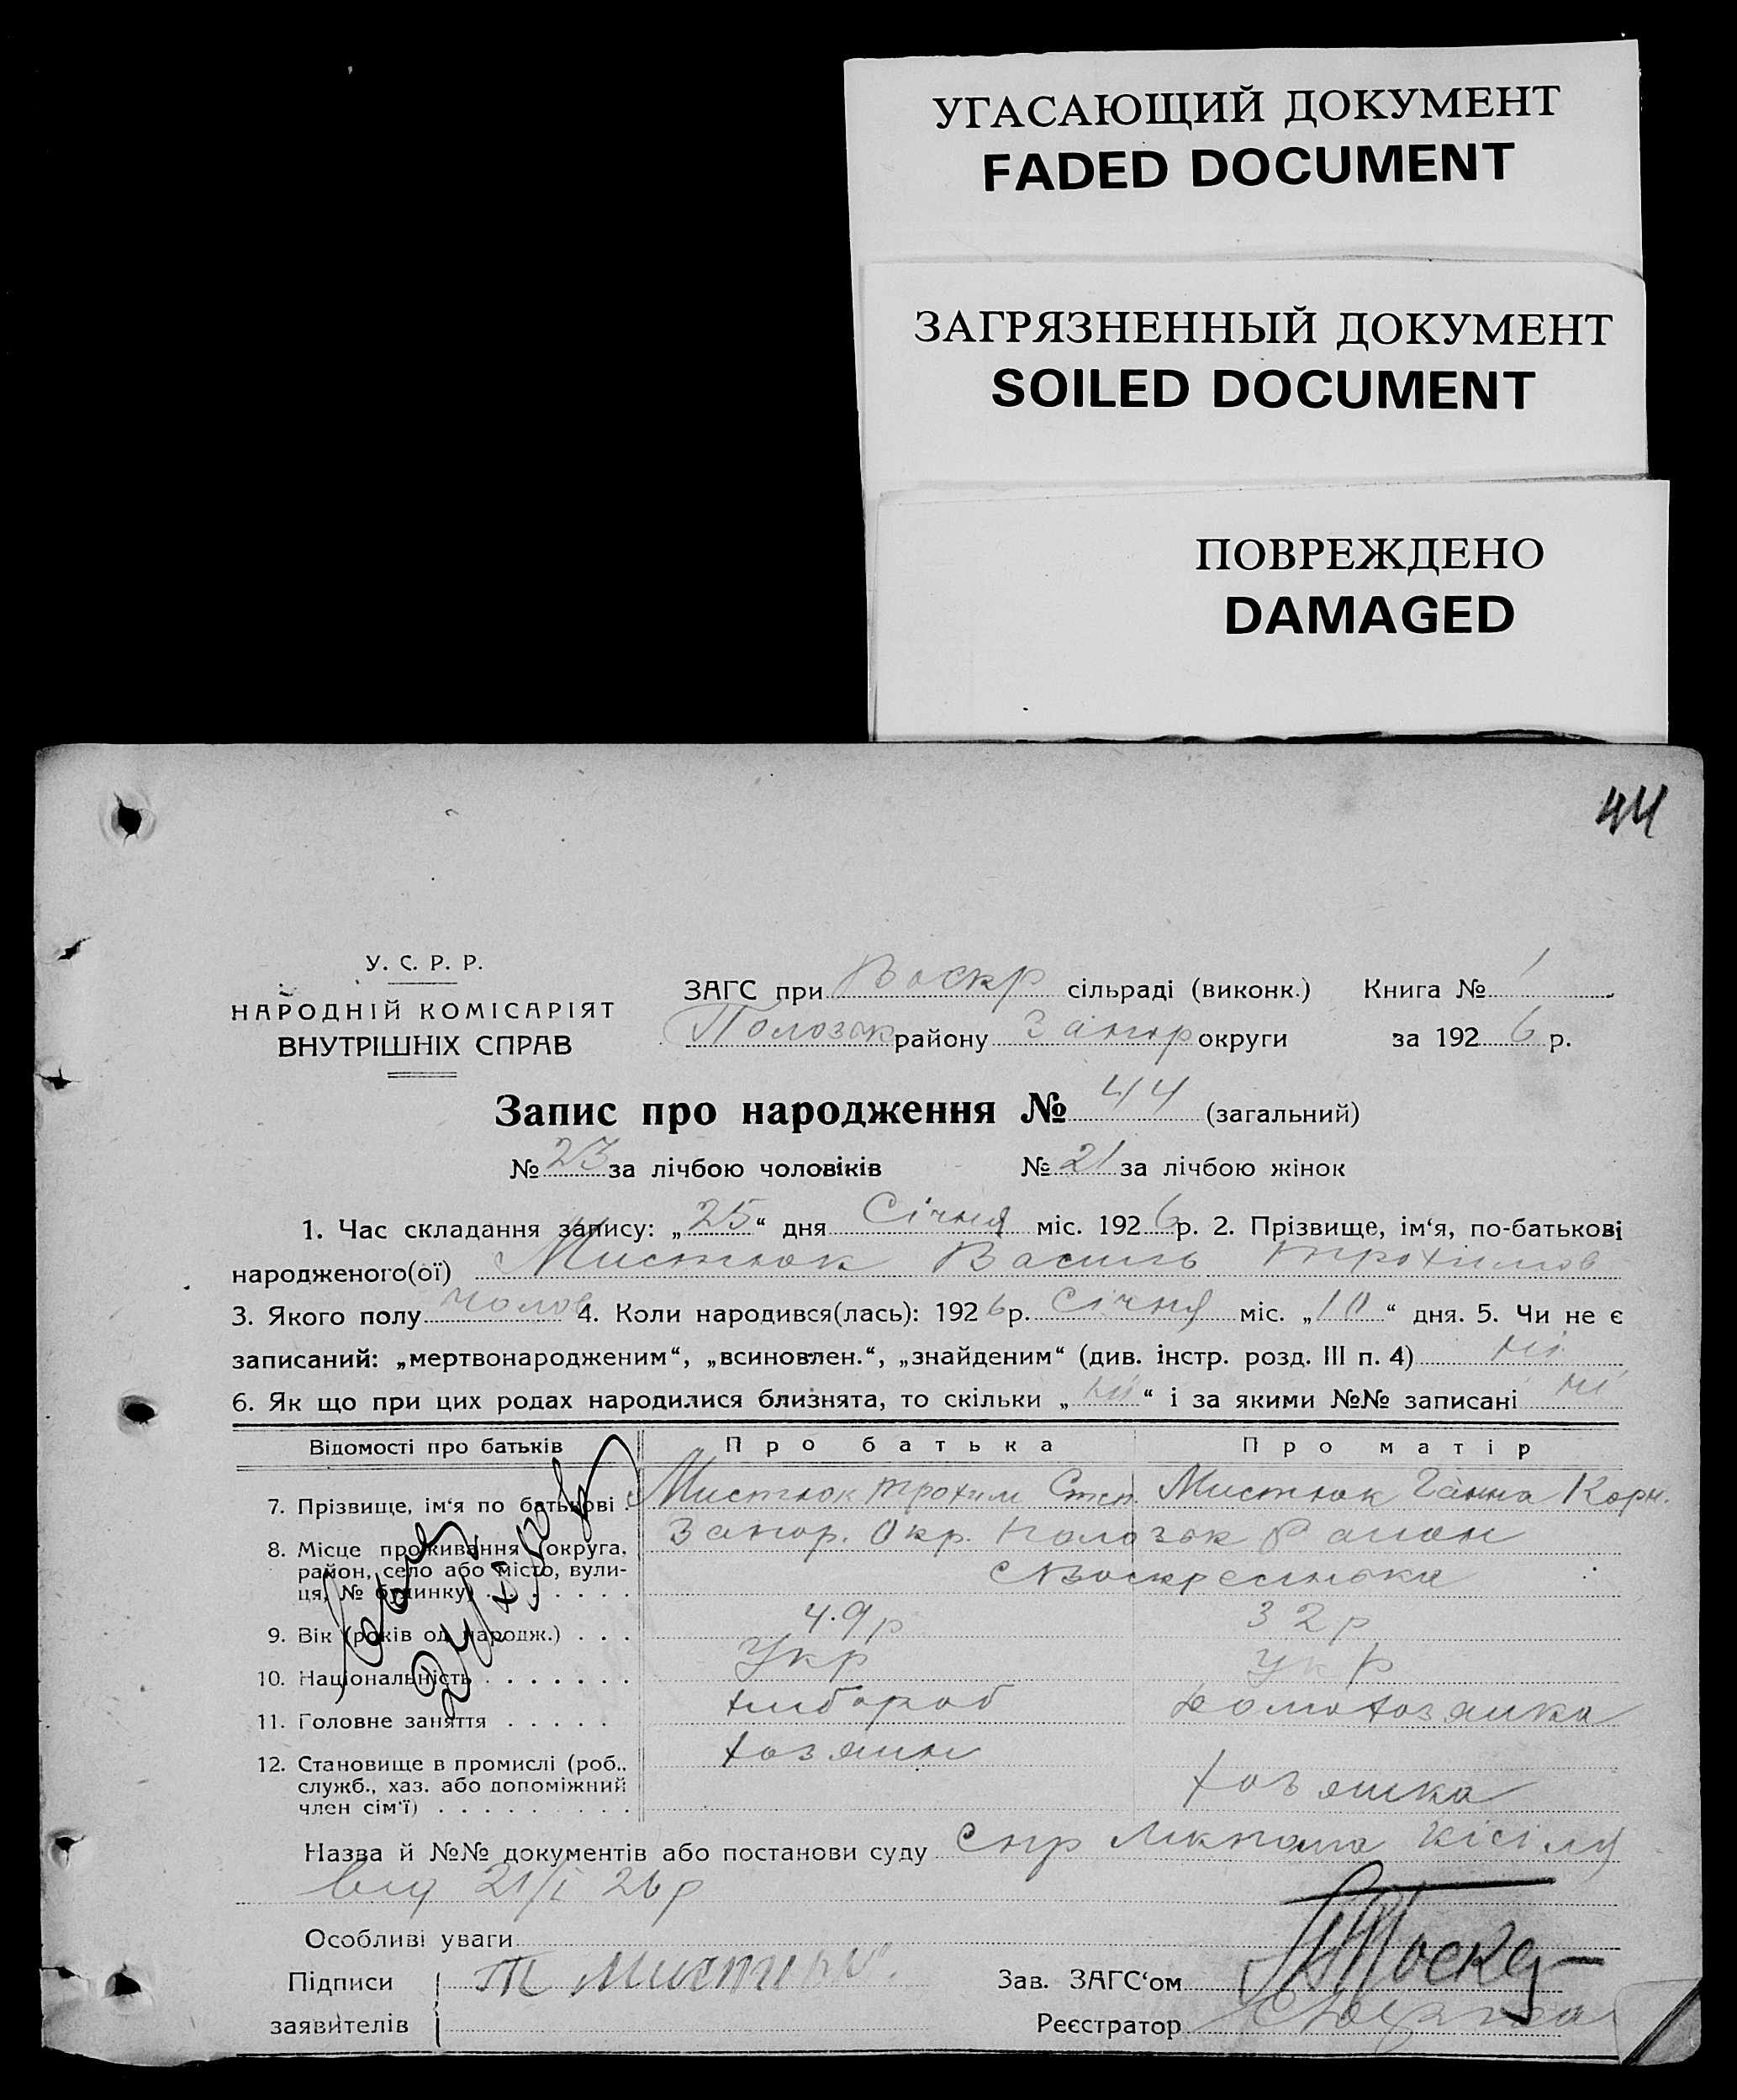 УГАСАЮЩИЙ ДОКУМЕНТ
FADED DOCUMENT
ЗАГРЯЗНЕННЫЙ ДОКУМЕНТ
SOILED DOCUMENT
ПОВРЕЖДЕНО
DAMAGED
44
У. С. Р. Р.
НАРОДНІЙ КОМІСАРІЯТ
ВНУТРІШНІХ СПРАВ
ЗАГС при Воскр сільраді (виконк.) Книга № 1
Полозьк району Запор округи за 1926 р.
Запис про народження № 44 (загальний)
№ 23 за лічбою чоловіків № 21 за лічбою жінок
1. Час складання запису: „25“ дня Січня міс. 1926 р. 2. Прізвище, ім‘я, по-батькові
народженого(ої) Мистюк Василь Трохимов
3. Якого полу чолов 4. Коли народився(лась): 1926 р. Січня міс. „10“ дня. 5. Чи не є
записаний: „мертвонародженим“, „всиновлен.“, „знайденим“ (див. інстр. розд. III п. 4) ні
6. Як що при цих родах народилися близнята, то скільки „ні“ і за якими №№ записані ні
Відомості про батьків Про батька Про матір
7. Прізвище, ім‘я по батькові . Мистюк Трохим Степ. Мистюк Ганна Корн.
8. Місце проживання (округа, Запор. Окр. Полозьк Район
район, село або місто, вули-
ця, № будинку) . . . . . . . . с Воскресенька
9. Вік (років од народж.) . . . 49 р 32 р
10. Національність . . . . . . . Укр Укр
11. Головне заняття . . . . . хлібороб домохозяйка
12. Становище в промислі (роб., хозяин
служб., хаз. або допоміжний хозяйка
член сім‘ї) . . . . . . . . .
Назва й №№ документів або постанови суду Спр Лікпома Кісіля
від 21/I 26 р
Особливі уваги
Підписи Т Мистюк Зав. ЗАГС‘ом
заявителів Реєстратор